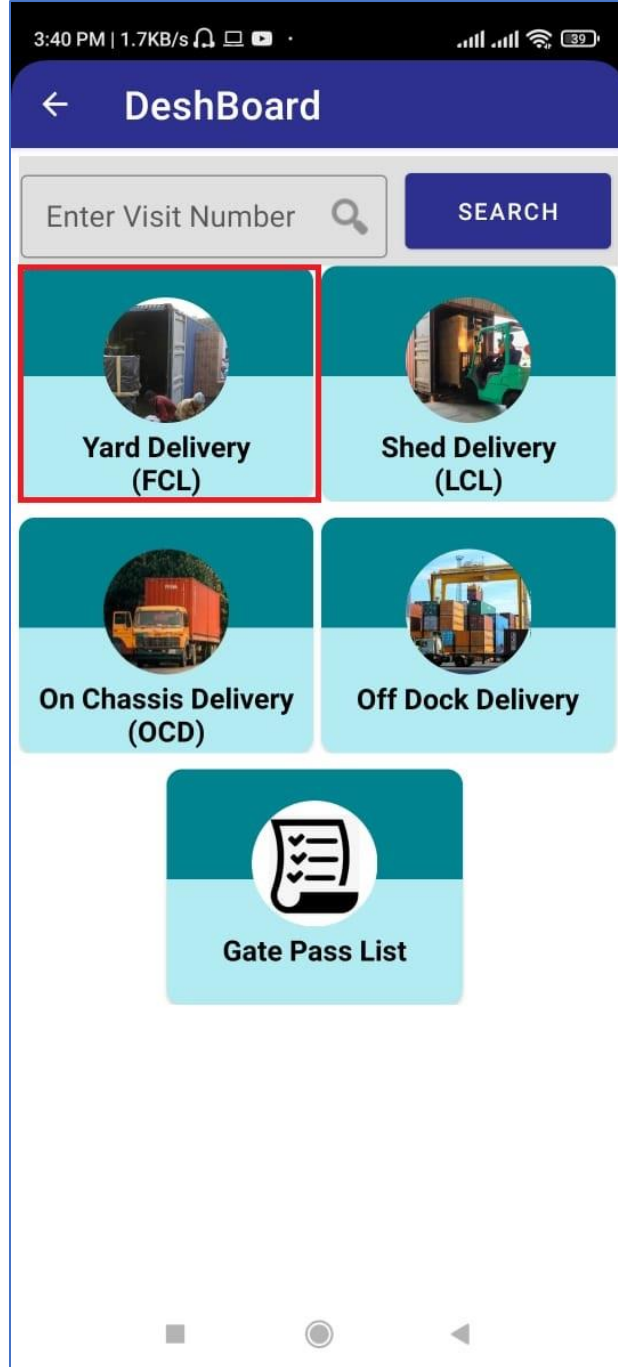 3:40 PM | 1.7KB/s
39
DeshBoard
Enter Visit Number
SEARCH
Yard Delivery
(FCL)
Shed Delivery
(LCL)
On Chassis Delivery
(OCD)
Off Dock Delivery
Gate Pass List